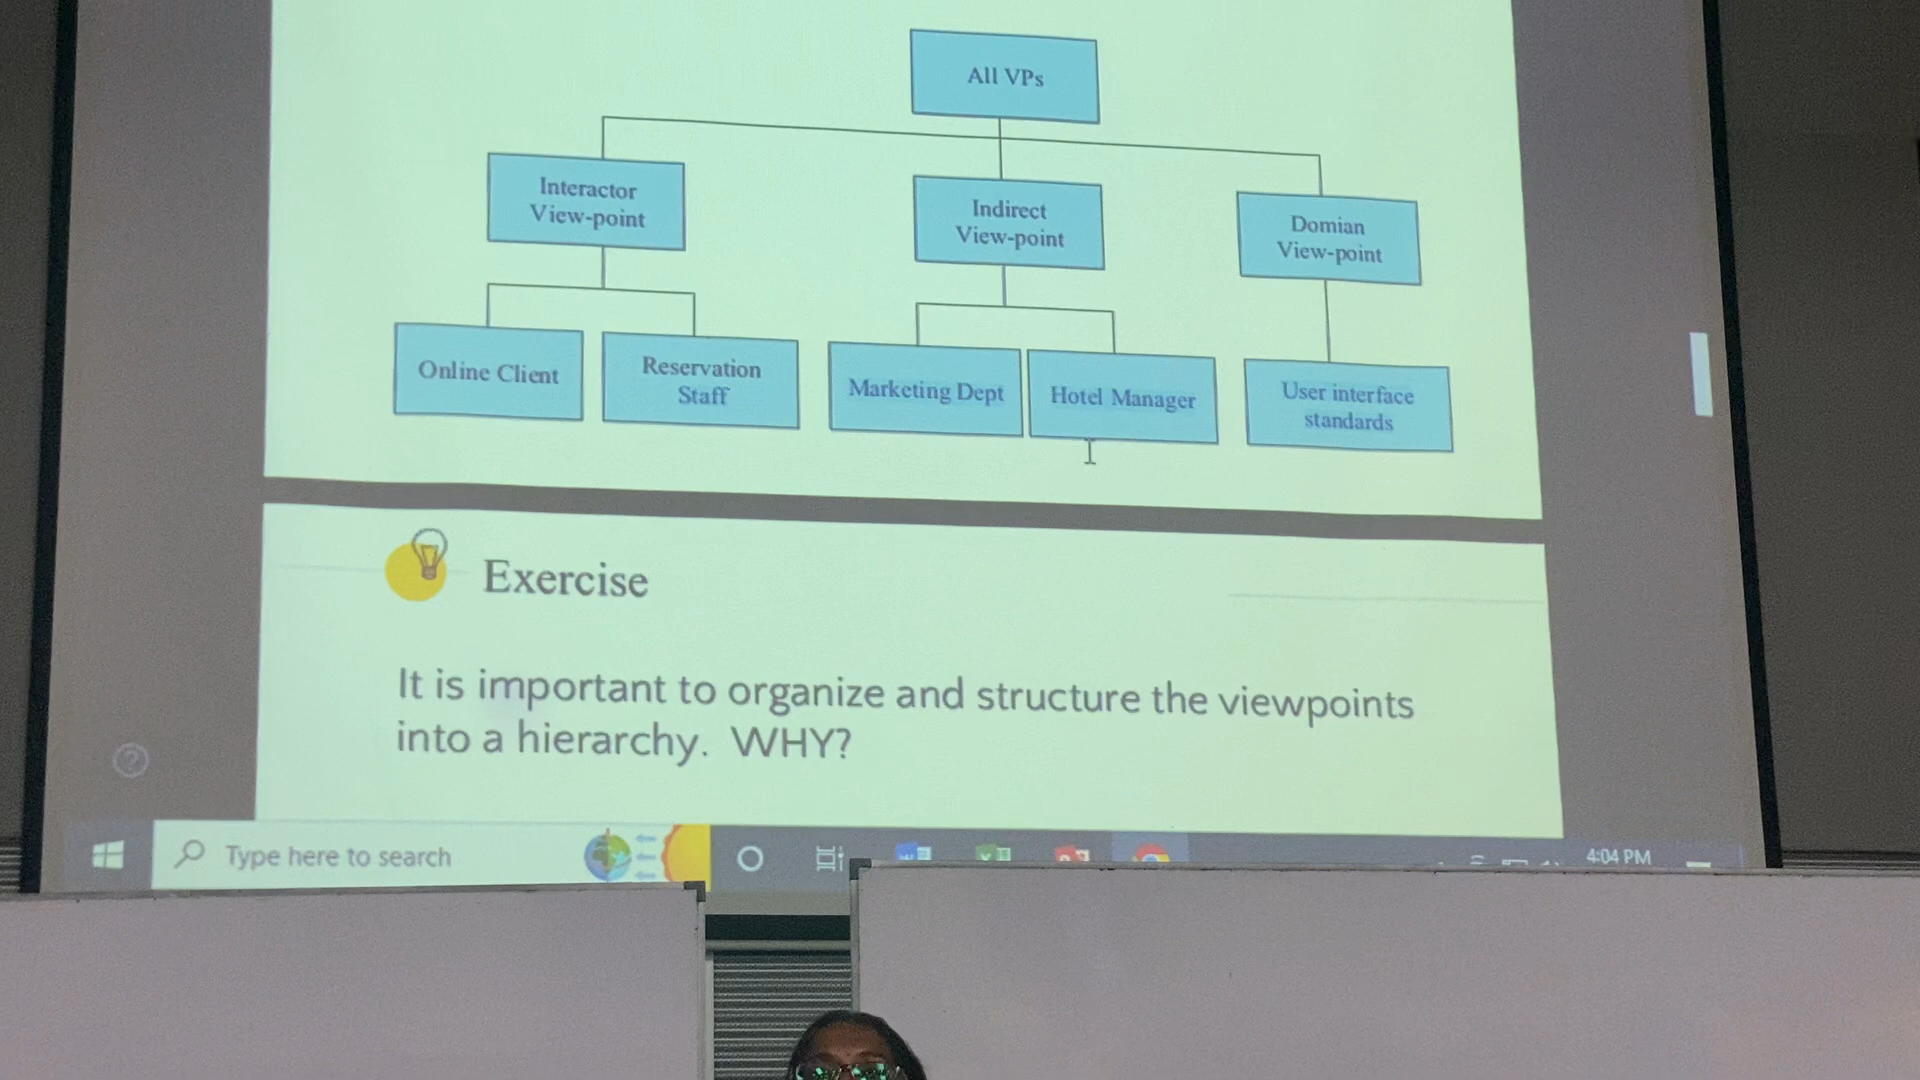 All VPs
Interactor
View-point
Indirect
View-point
Domian
View-point
Online Client
Reservation
Staff
Marketing Dept
Hotel Manager
User interface
standards
Exercise
It is important to organize and structure the viewpoints
into a hierarchy. WHY?
?
Type here to search
4:04 PM